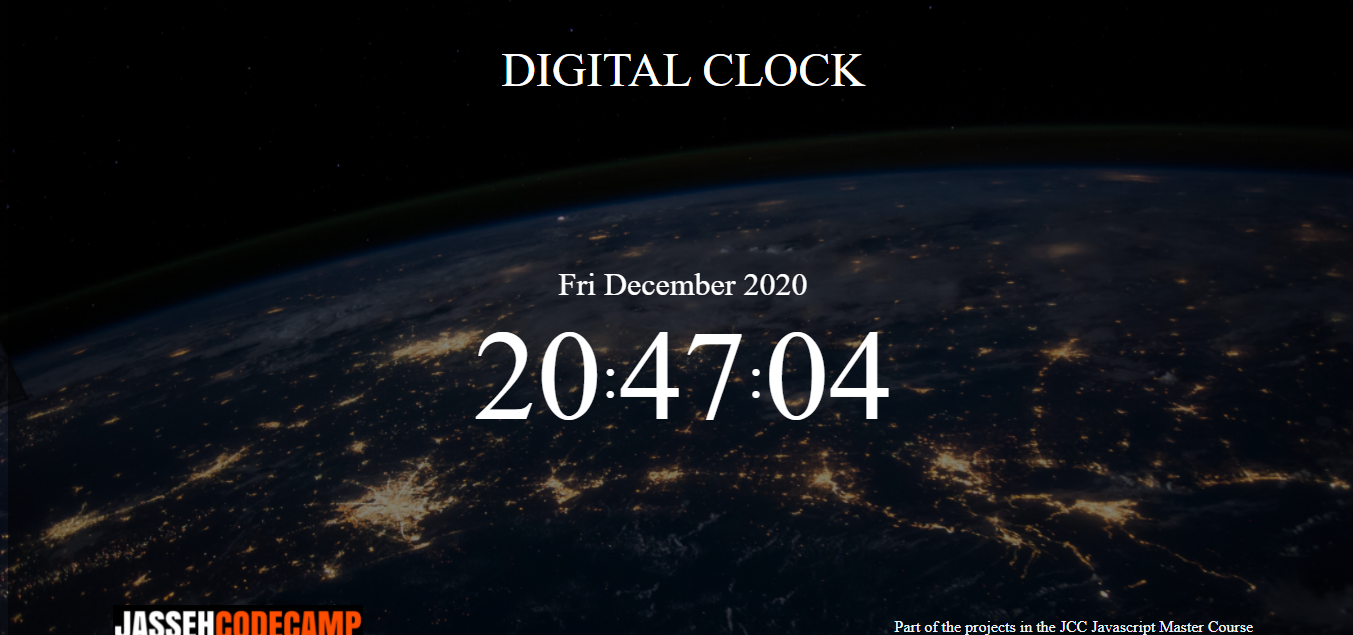 DIGITAL CLOCK
Fri December 2020
20:47:04
JASSEHCODECAMP
Part of the projects in the JCC Javascript Master Course